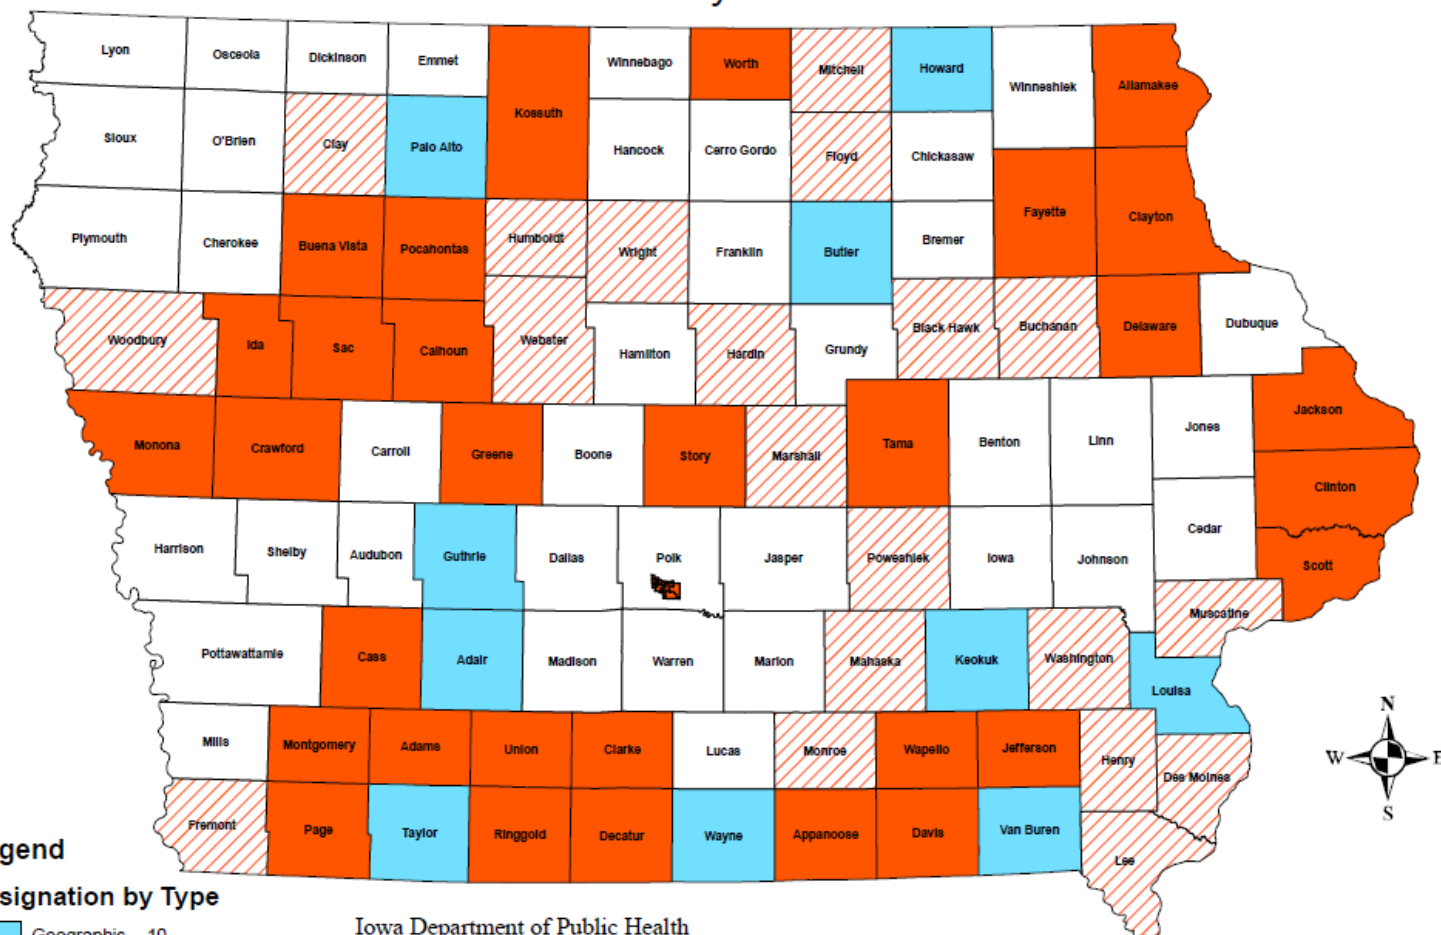 Lyon
Osceola
Dickinson
Emmet
Kossuth
Winnebago
Worth
Mitchell
Howard
Winneshiek
Allamakee
Sioux
O'Brien
Clay
Palo Alto
Hancock
Cerro Gordo
Floyd
Chickasaw
Plymouth
Cherokee
Buena Vista
Pocahontas
Humboldt
Wright
Franklin
Butler
Bremer
Fayette
Clayton
Woodbury
Ida
Sac
Calhoun
Webster
Hamilton
Hardin
Grundy
Black Hawk
Buchanan
Delaware
Dubuque
Monona
Crawford
Carroll
Greene
Boone
Story
Marshall
Tama
Benton
Linn
Jones
Jackson
Clinton
Harrison
Shelby
Audubon
Guthrie
Dallas
Polk
Jasper
Poweshiek
Iowa
Johnson
Cedar
Scott
Muscatine
Pottawattamie
Cass
Adair
Madison
Warren
Marion
Mahaska
Keokuk
Washington
Louisa
Mills
Montgomery
Adams
Union
Clarke
Lucas
Monroe
Wapello
Jefferson
Henry
Des Moines
Fremont
Page
Taylor
Ringgold
Decatur
Wayne
Appanoose
Davis
Van Buren
Lee
N
W E
S
gend
signation by Type
Geographic - 10
Iowa Department of Public Health